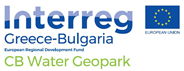 Interreg
Greece-Bulgaria
European Regional Development Fund
CB Water Geopark
EUROPEAN UNION